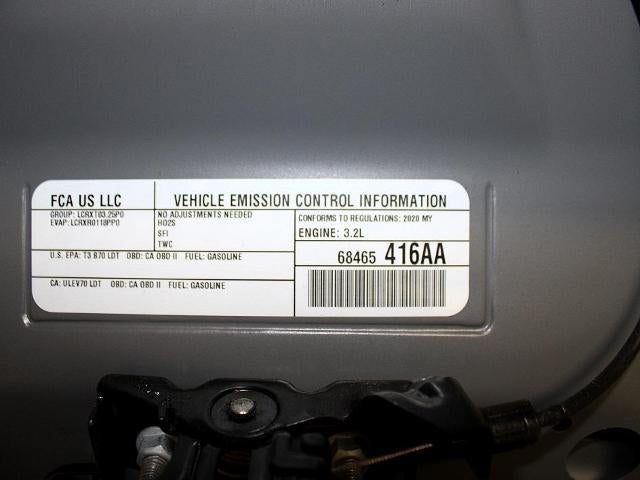 FCA US LLC
VEHICLE EMISSION CONTROL INFORMATION
GROUP: LCRXT03.25P0
EVAP: LCRXR0118PP0
NO ADJUSTMENTS NEEDED
HO2S
SFI
TWC
CONFORMS TO REGULATIONS: 2020 MY
ENGINE: 3.2L
U.S. EPA: T3 B70 LDT OBD: CA OBD II FUEL: GASOLINE
68465 416AA
CA: ULEV70 LDT OBD: CA OBD II FUEL: GASOLINE